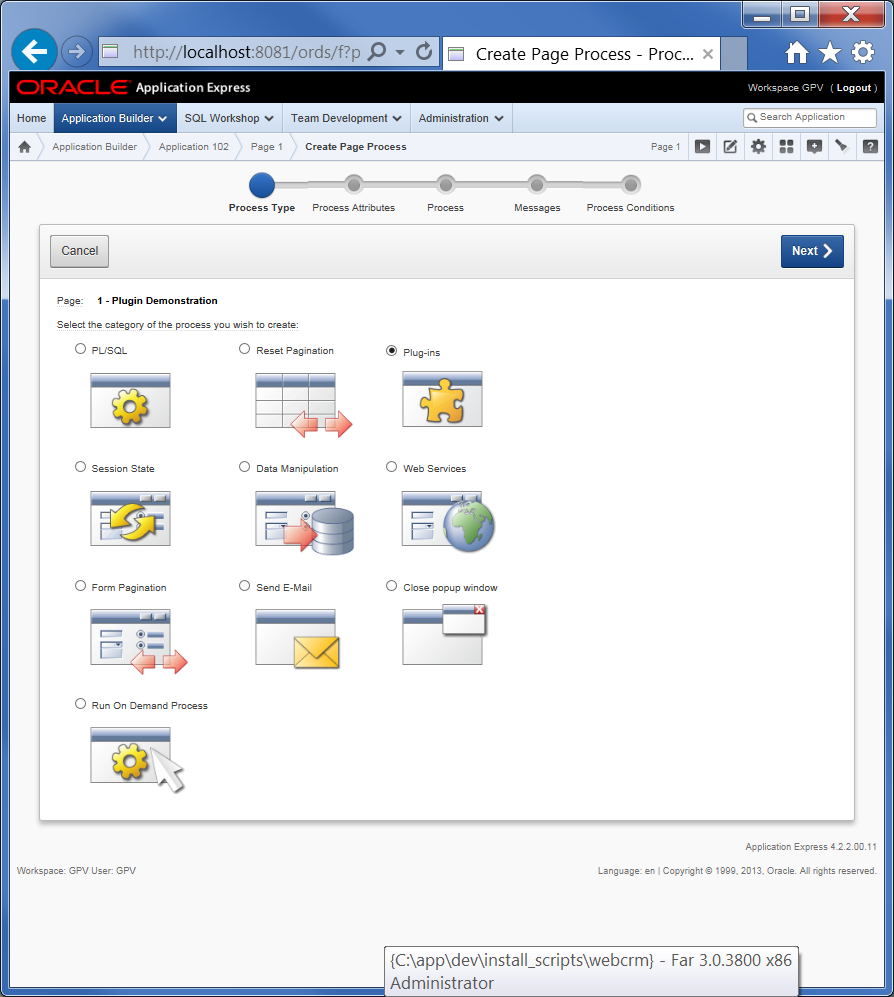 http://localhost:8081/ords/f?p
Create Page Process - Proc...
ORACLE Application Express
Workspace GPV ( Logout )
Home Application Builder SQL Workshop Team Development Administration Search Application
Application Builder Application 102 Page 1 Create Page Process Page 1
Process Type Process Attributes Process Messages Process Conditions
Cancel Next
Page: 1 - Plugin Demonstration
Select the category of the process you wish to create:
PL/SQL Reset Pagination Plug-ins
Session State Data Manipulation Web Services
Form Pagination Send E-Mail Close popup window
Run On Demand Process
Application Express 4.2.2.00.11
Workspace: GPV User: GPV Language: en | Copyright © 1999, 2013, Oracle. All rights reserved.
{C:\app\dev\install_scripts\webcrm} - Far 3.0.3800 x86
Administrator